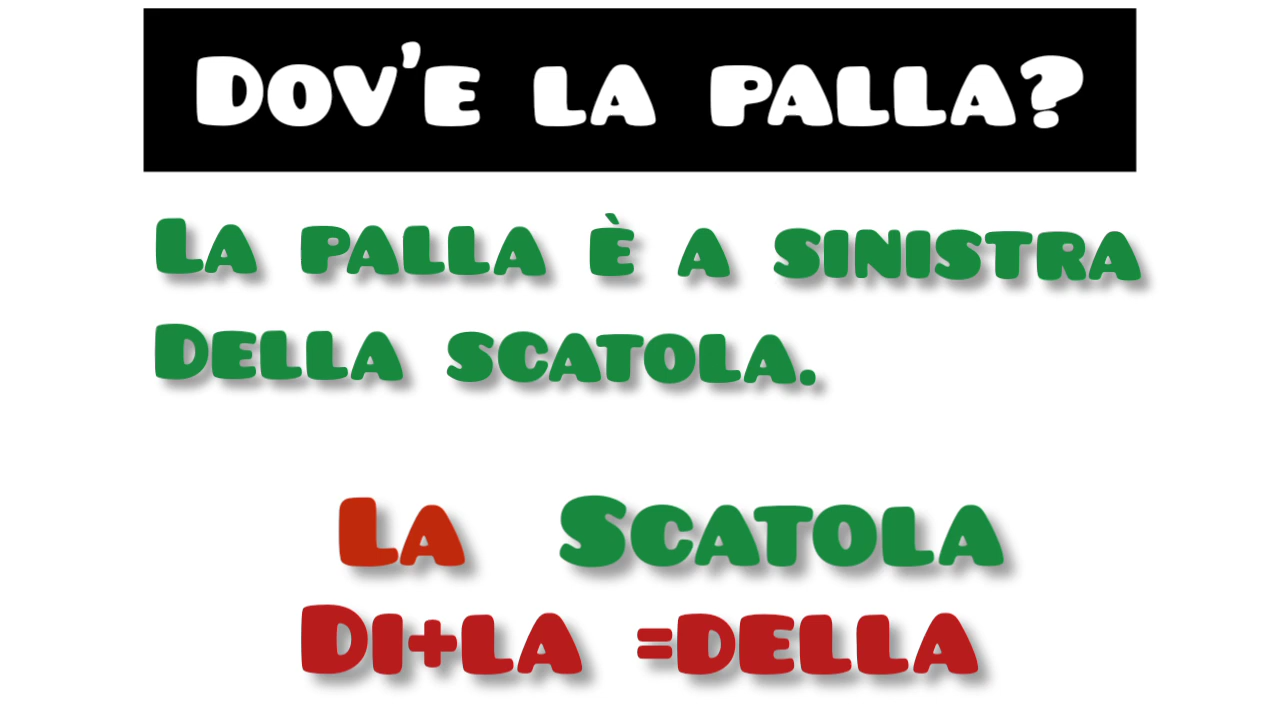 Dov'e la palla?
La palla è a sinistra
della scatola.
La Scatola
Di+la =della